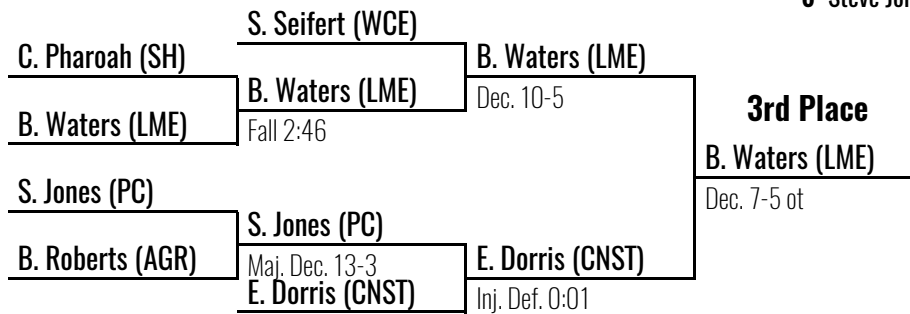 S. Seifert (WCE)
C. Pharoah (SH)
B. Waters (LME)
B. Waters (LME)
Dec. 10-5
3rd Place
B. Waters (LME)
Fall 2:46
B. Waters (LME)
Dec. 7-5 ot
S. Jones (PC)
S. Jones (PC)
B. Roberts (AGR)
Maj. Dec. 13-3
E. Dorris (CNST)
E. Dorris (CNST)
Inj. Def. 0:01